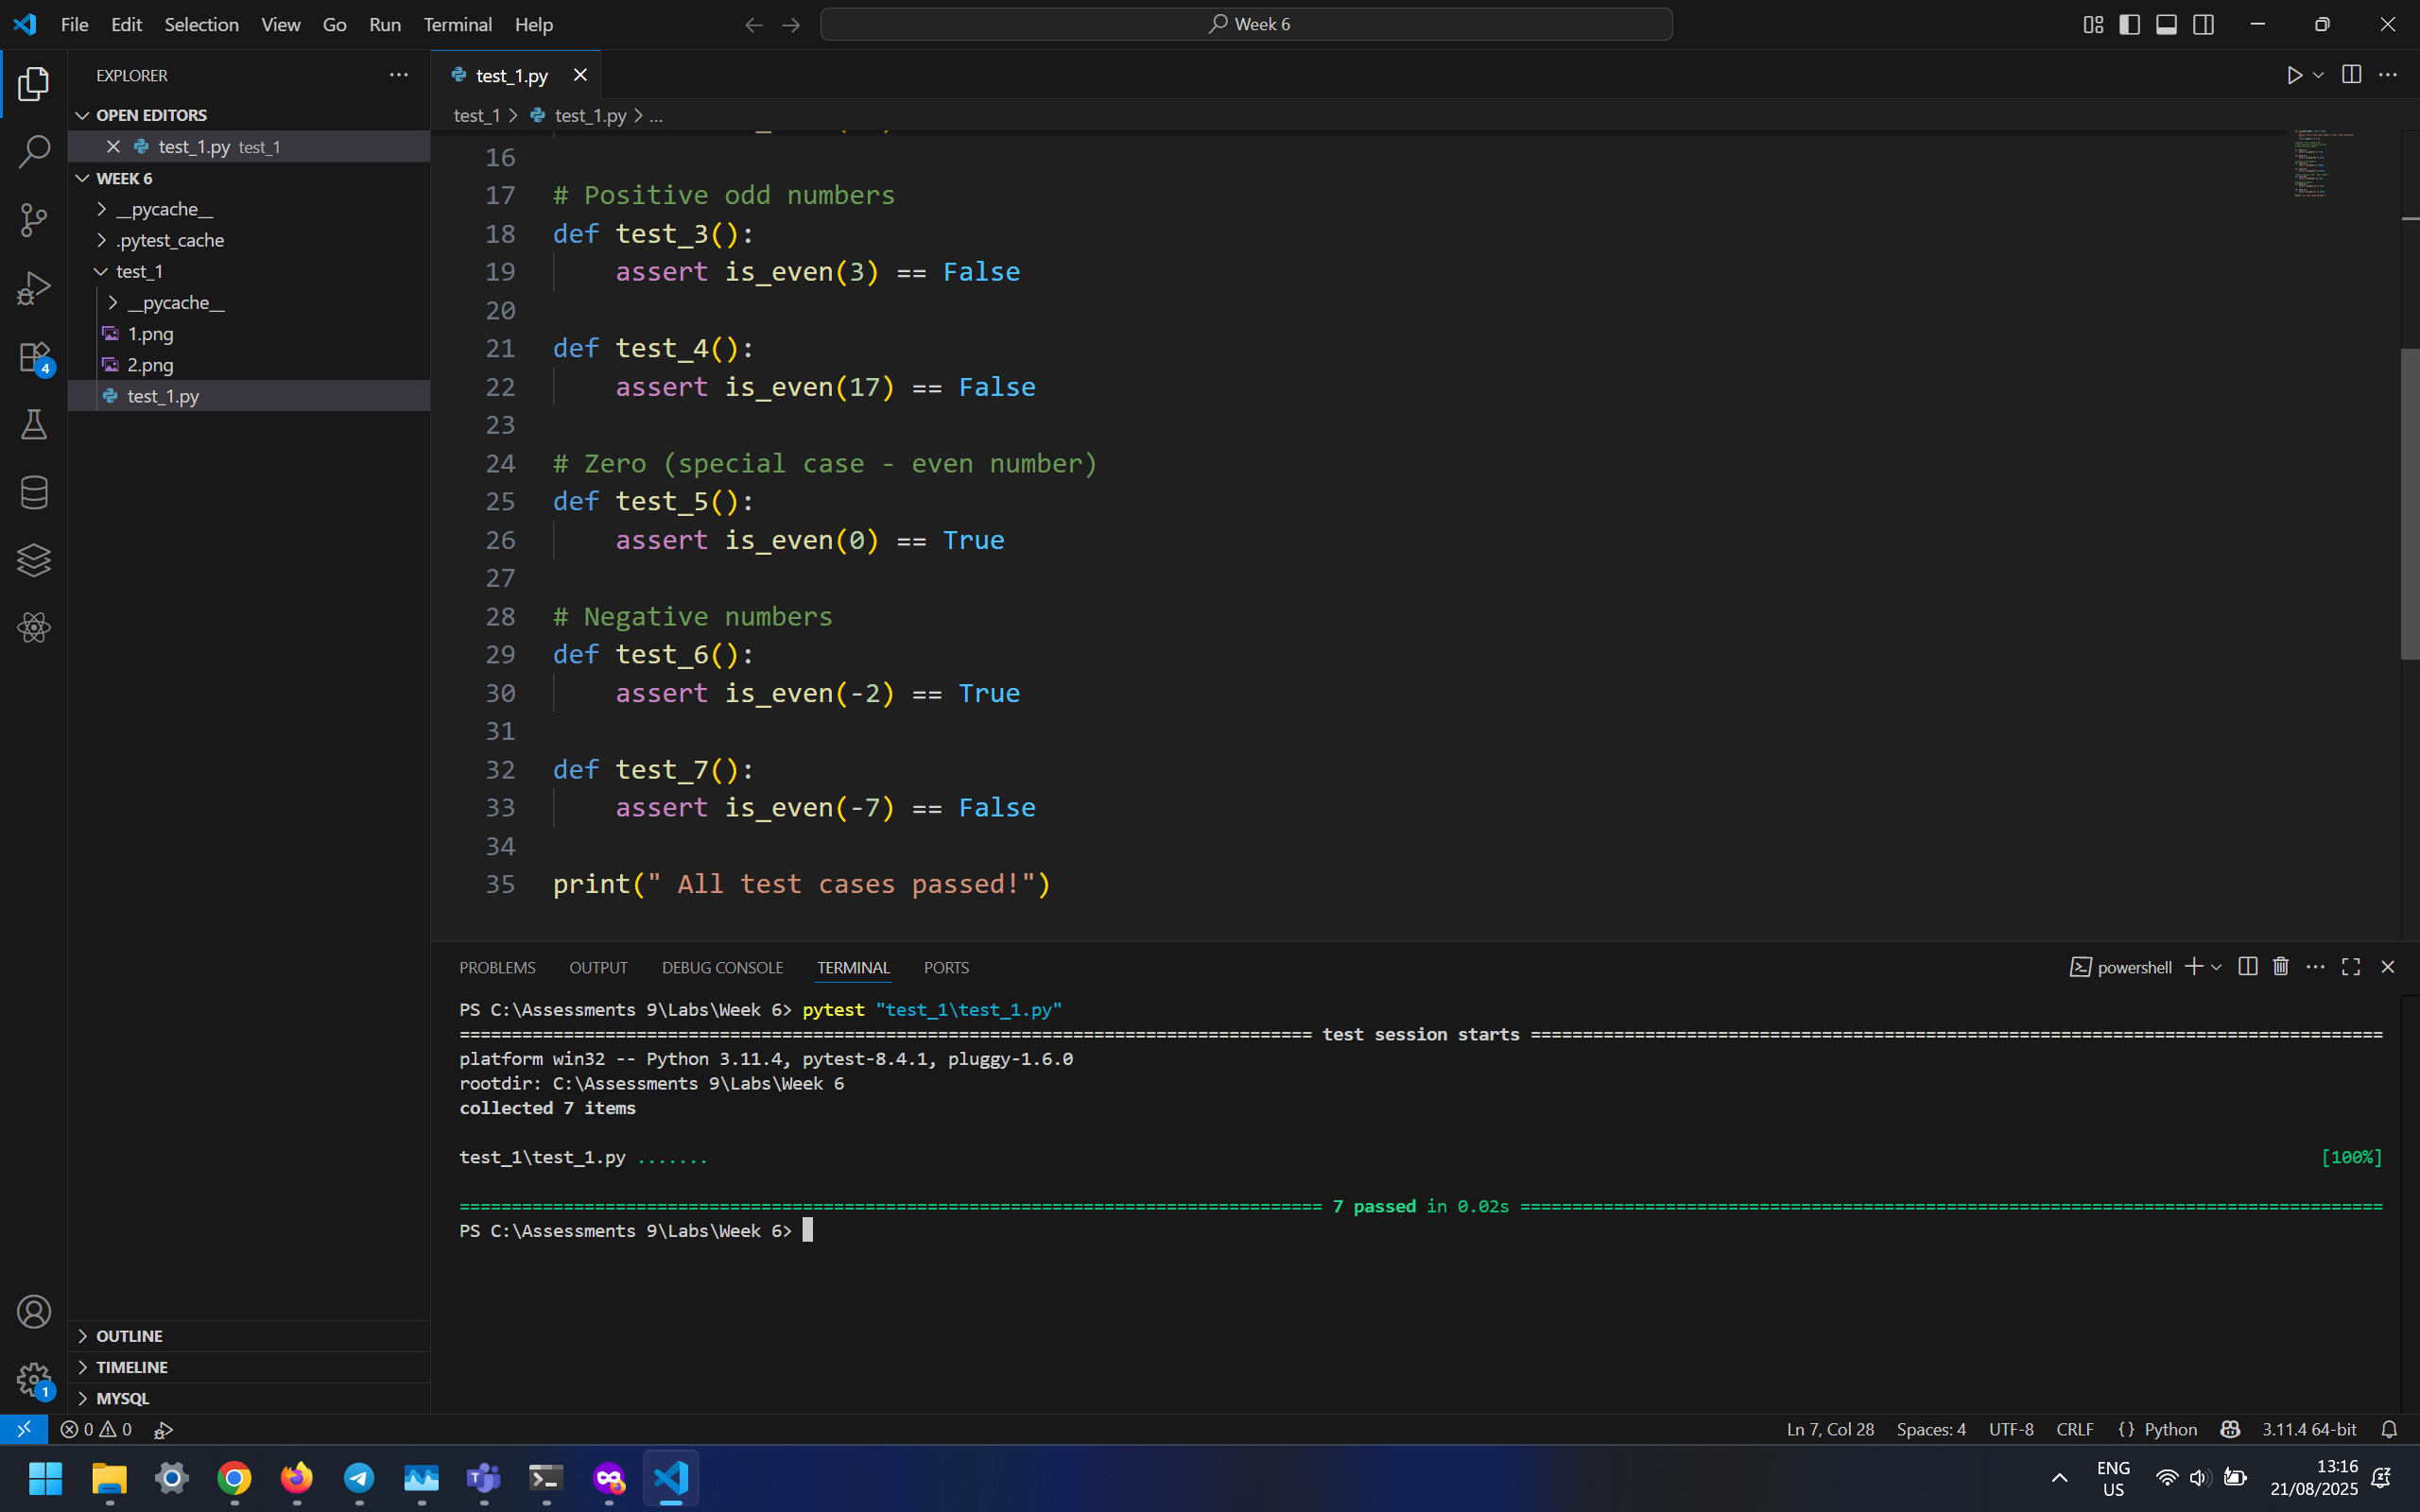 File Edit Selection View Go Run Terminal Help
Week 6
EXPLORER
OPEN EDITORS
test_1.py test_1
WEEK 6
__pycache__
.pytest_cache
test_1
__pycache__
1.png
2.png
test_1.py
4
OUTLINE
TIMELINE
MYSQL
1
test_1.py
test_1 > test_1.py > ...
16
17 # Positive odd numbers
18 def test_3():
19 assert is_even(3) == False
20
21 def test_4():
22 assert is_even(17) == False
23
24 # Zero (special case - even number)
25 def test_5():
26 assert is_even(0) == True
27
28 # Negative numbers
29 def test_6():
30 assert is_even(-2) == True
31
32 def test_7():
33 assert is_even(-7) == False
34
35 print(" All test cases passed!")
PROBLEMS OUTPUT DEBUG CONSOLE TERMINAL PORTS
powershell
PS C:\Assessments 9\Labs\Week 6> pytest "test_1\test_1.py"
================ test session starts ================
platform win32 -- Python 3.11.4, pytest-8.4.1, pluggy-1.6.0
rootdir: C:\Assessments 9\Labs\Week 6
collected 7 items
test_1\test_1.py ....... [100%]
================ 7 passed in 0.02s ================
PS C:\Assessments 9\Labs\Week 6>
0 0
Ln 7, Col 28 Spaces: 4 UTF-8 CRLF {} Python 3.11.4 64-bit
ENG
US
13:16
21/08/2025